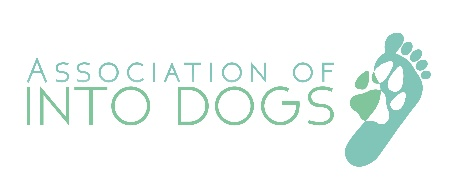 ASSOCIATION OF
INTO DOGS